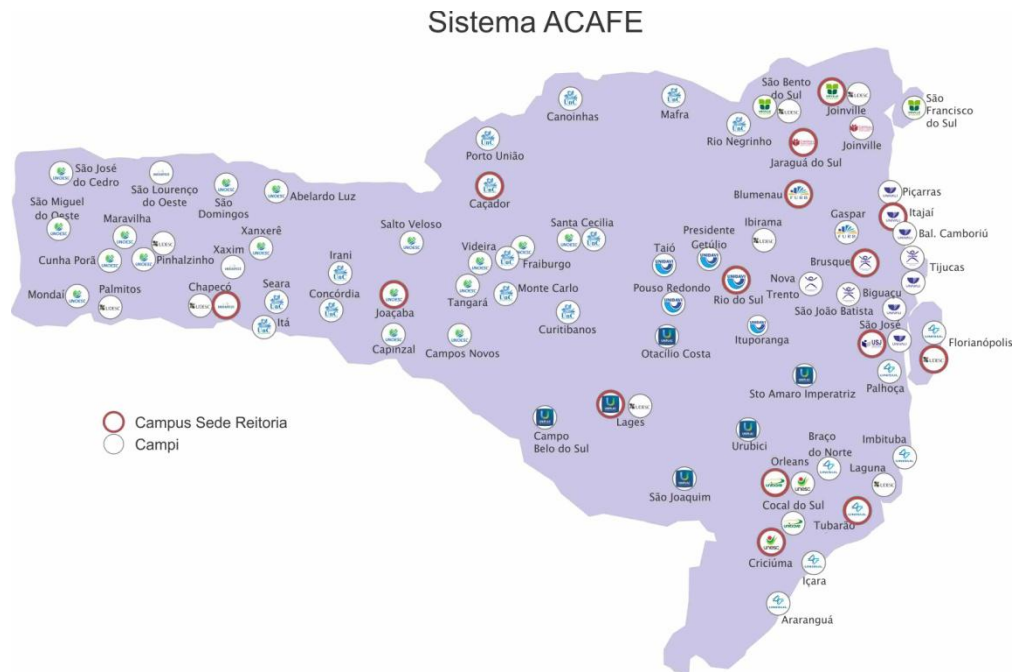 Sistema ACAFE
São Bento
do Sul
Joinville
São
Francisco
do Sul
Canoinhas
Mafra
Rio Negrinho
Joinville
Porto União
Jaraguá do Sul
São José
do Cedro
São Lourenço
do Oeste
São
Domingos
Abelardo Luz
Caçador
Blumenau
Piçarras
São Miguel
do Oeste
Maravilha
Xanxerê
Salto Veloso
Santa Cecilia
Presidente
Getúlio
Ibirama
Gaspar
Itajaí
Bal. Camboriú
Cunha Porã
Pinhalzinho
Xaxim
Irani
Videira
Fraiburgo
Taió
Brusque
Tijucas
Mondaí
Palmitos
Chapecó
Seara
Concórdia
Joaçaba
Tangará
Monte Carlo
Pouso Redondo
Rio do Sul
Nova
Trento
Biguaçu
São João Batista
Itá
Capinzal
Campos Novos
Curitibanos
Otacílio Costa
Ituporanga
São José
Florianópolis
Palhoça
Sto Amaro Imperatriz
Campus Sede Reitoria
Campi
Lages
Campo
Belo do Sul
Urubici
Braço
do Norte
Imbituba
Orleans
Laguna
São Joaquim
Cocal do Sul
Tubarão
Criciúma
Içara
Araranguá